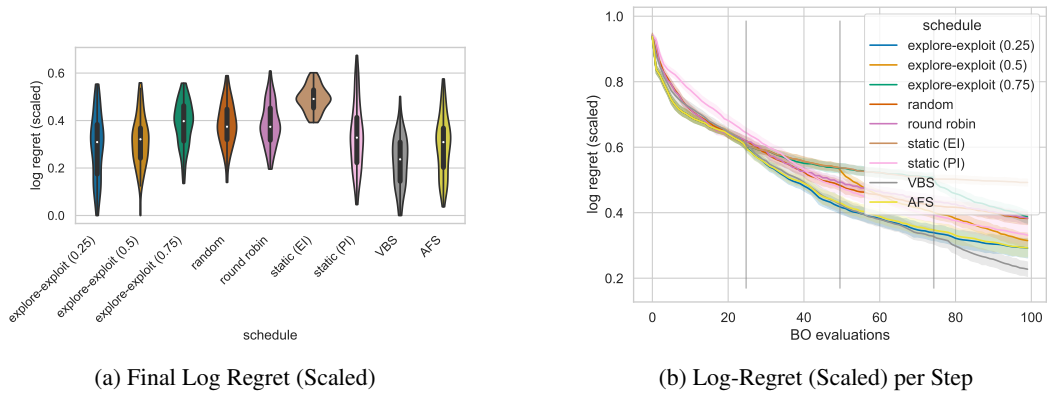 log regret (scaled)
0.6
0.4
0.2
0.0
explore-exploit (0.25)
explore-exploit (0.5)
explore-exploit (0.75)
random
round robin
static (EI)
static (PI)
VBS
AFS
schedule
(a) Final Log Regret (Scaled)
log regret (scaled)
1.0
0.8
0.6
0.4
0.2
0
20
40
60
80
100
BO evaluations
schedule
explore-exploit (0.25)
explore-exploit (0.5)
explore-exploit (0.75)
random
round robin
static (EI)
static (PI)
VBS
AFS
(b) Log-Regret (Scaled) per Step